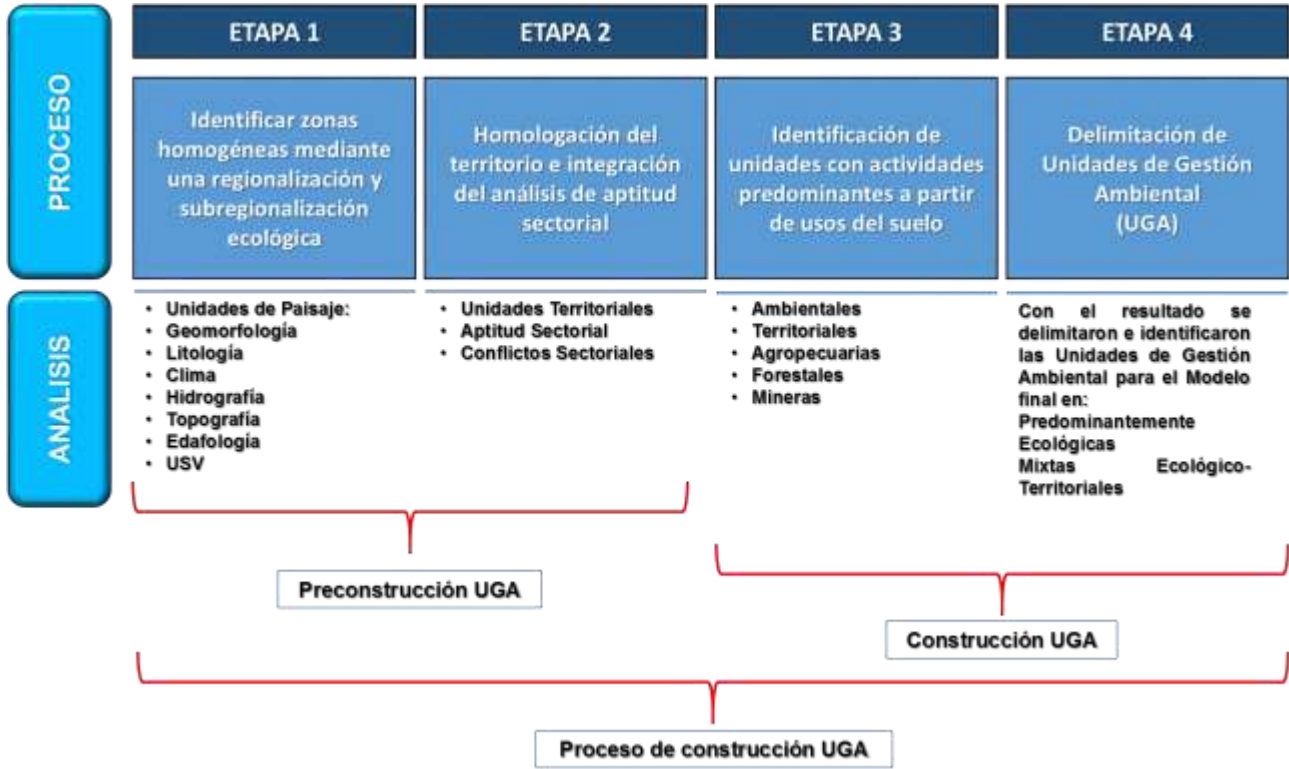 PROCESO
ETAPA 1
Identificar zonas
homogéneas mediante
una regionalización y
subregionalización
ecológica
ETAPA 2
Homologación del
territorio e integración
del análisis de aptitud
sectorial
ETAPA 3
Identificación de
unidades con actividades
predominantes a partir
de usos del suelo
ETAPA 4
Delimitación de
Unidades de Gestión
Ambiental
(UGA)
ANALISIS
• Unidades de Paisaje:
• Geomorfología
• Litología
• Clima
• Hidrografía
• Topografía
• Edafología
• USV
• Unidades Territoriales
• Aptitud Sectorial
• Conflictos Sectoriales
• Ambientales
• Territoriales
• Agropecuarias
• Forestales
• Mineras
Con el resultado se
delimitaron e identificaron
las Unidades de Gestión
Ambiental para el Modelo
final en:
Predominantemente
Ecológicas
Mixtas Ecológico-
Territoriales
Preconstrucción UGA
Construcción UGA
Proceso de construcción UGA